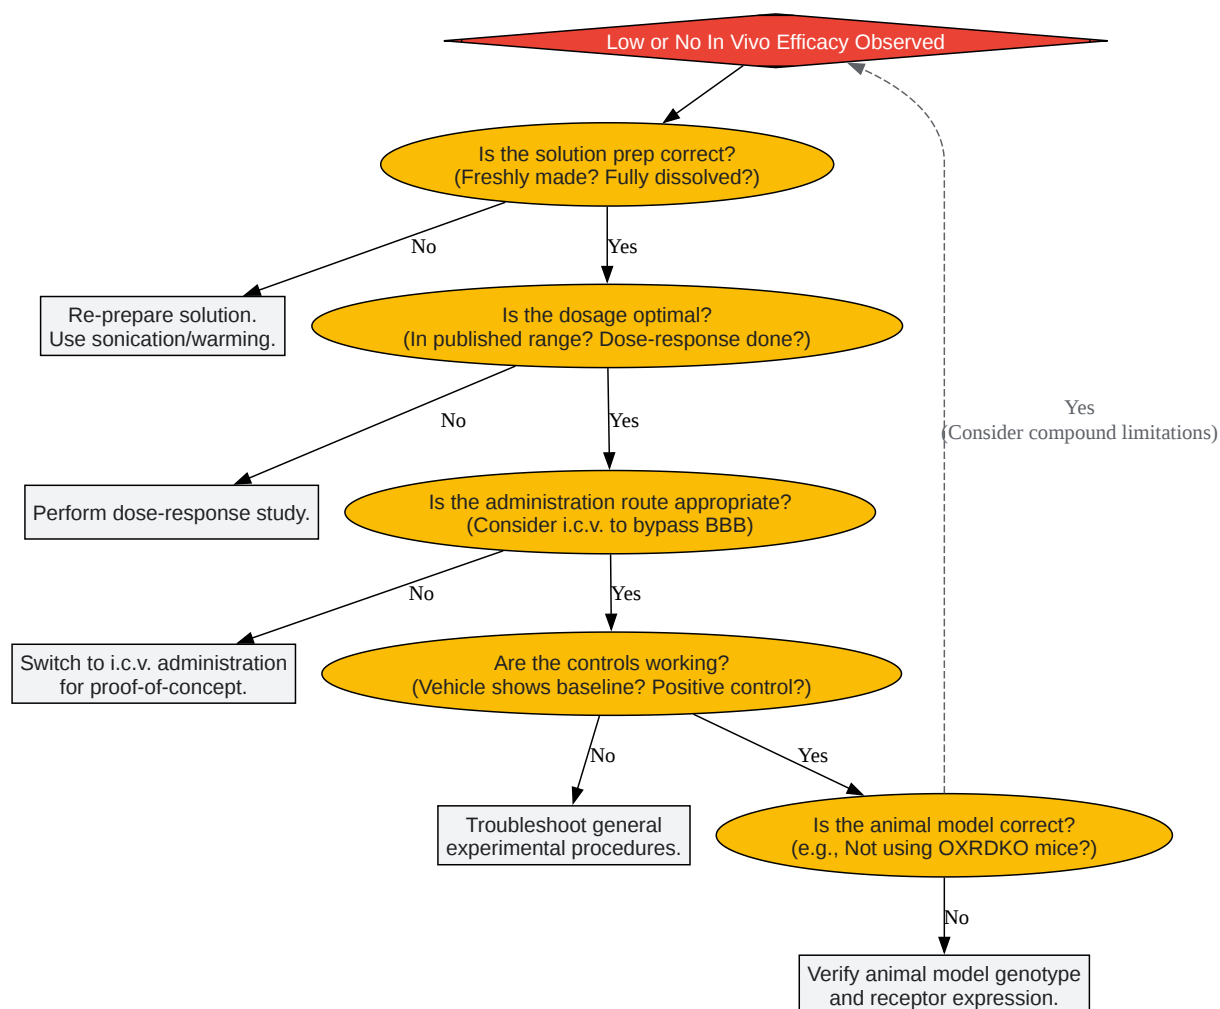 Low or No In Vivo Efficacy Observed
Is the solution prep correct?
(Freshly made? Fully dissolved?)
No
Yes
Re-prepare solution.
Use sonication/warming.
Is the dosage optimal?
(In published range? Dose-response done?)
Yes
(Consider compound limitations)
No
Yes
Perform dose-response study.
Is the administration route appropriate?
(Consider i.c.v. to bypass BBB)
No
Yes
Switch to i.c.v. administration
for proof-of-concept.
Are the controls working?
(Vehicle shows baseline? Positive control?)
No
Yes
Troubleshoot general
experimental procedures.
Is the animal model correct?
(e.g., Not using OXRDKO mice?)
No
Verify animal model genotype
and receptor expression.